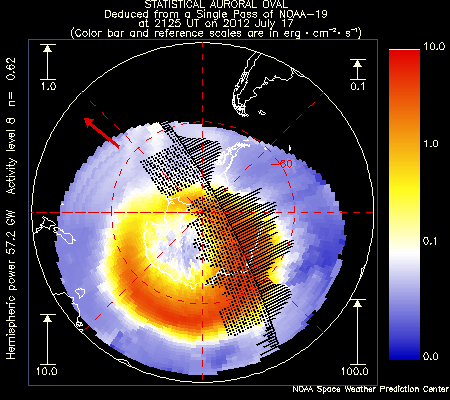 STATISTICAL AURORAL OVAL
Deduced from a Single Pass of NOAA-19
at 2125 UT on 2012 July 17
(Color bar and reference scales are in erg·cm⁻²·s⁻¹)
Hemispheric power 57.2 GW Activity level 8 n= 0.62
1.0
0.1
10.0
100.0
-60
10.0
1.0
0.1
0.0
NOAA Space Weather Prediction Center